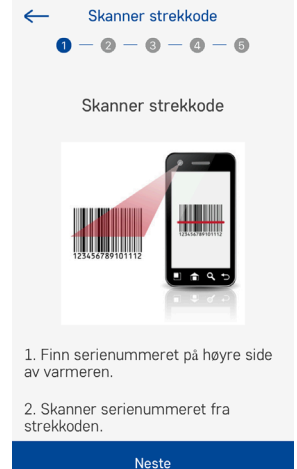 Skanner strekkode
1 2 3 4 5
Skanner strekkode
123456789101112
123456789101112
1. Finn serienummeret på høyre side
av varmeren.
2. Skanner serienummeret fra
strekkoden.
Neste